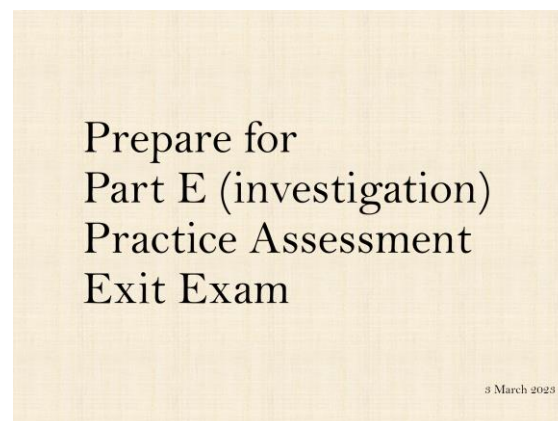 Prepare for
Part E (investigation)
Practice Assessment
Exit Exam
3 March 2023